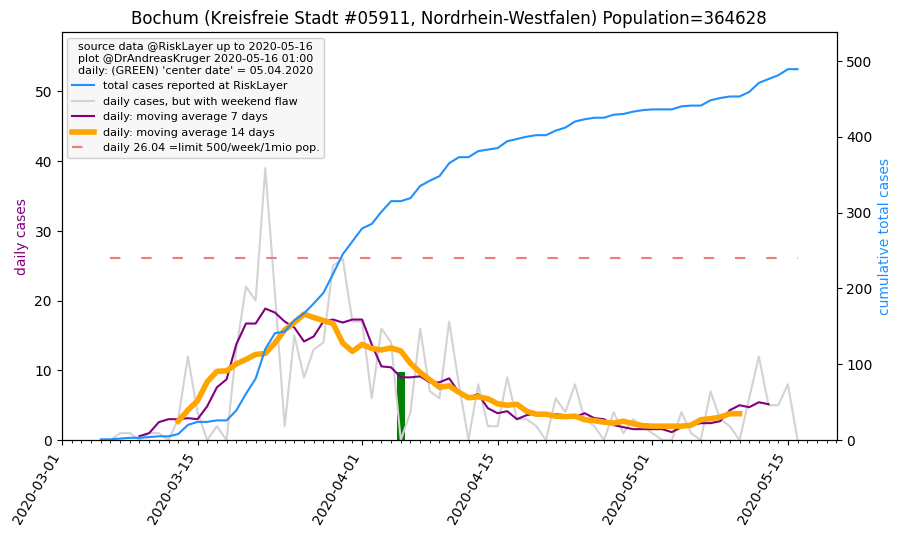 Bochum (Kreisfreie Stadt #05911, Nordrhein-Westfalen) Population=364628
source data @RiskLayer up to 2020-05-16
plot @DrAndreasKruger 2020-05-16 01:00
daily: (GREEN) 'center date' = 05.04.2020
total cases reported at RiskLayer
daily cases, but with weekend flaw
daily: moving average 7 days
daily: moving average 14 days
daily 26.04 =limit 500/week/1mio pop.
daily cases
50
40
30
20
10
0
500
400
300
200
100
0
cumulative total cases
2020-03-01
2020-03-15
2020-04-01
2020-04-15
2020-05-01
2020-05-15